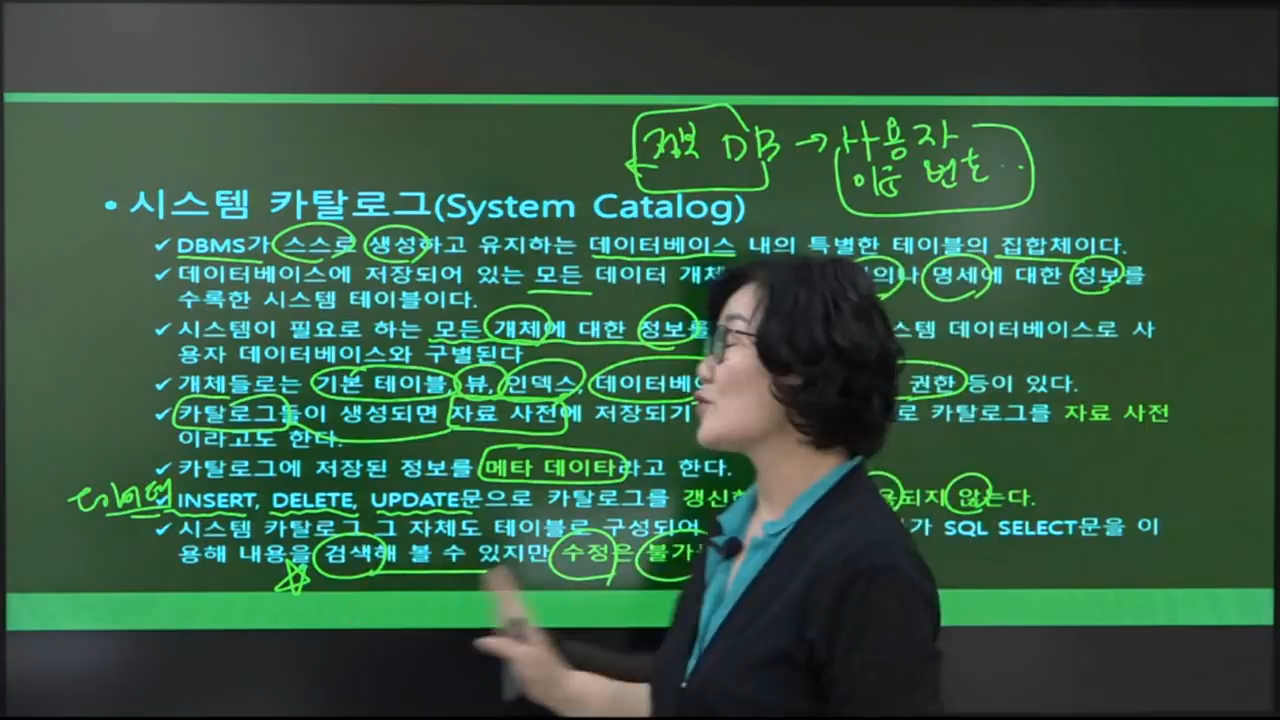 DB → 사용자
이름 번호 ..
• 시스템 카탈로그(System Catalog)
✓ DBMS가 스스로 생성하고 유지하는 데이터베이스 내의 특별한 테이블의 집합체이다.
✓ 데이터베이스에 저장되어 있는 모든 데이터 개체 명세에 대한 정보를
수록한 시스템 테이블이다.
✓ 시스템이 필요로 하는 모든 개체에 대한 정보를 데이터베이스로 사
용자 데이터베이스와 구별된다
✓ 개체들로는 기본 테이블, 뷰, 인덱스, 권한 등이 있다.
✓ 카탈로그들이 생성되면 자료 사전에 저장되기 카탈로그를 자료 사전
이라고도 한다.
✓ 카탈로그에 저장된 정보를 메타 데이타라고 한다.
✓ INSERT, DELETE, UPDATE문으로 카탈로그를 않는다.
✓ 시스템 카탈로그 그 자체도 테이블로 구성되어 SQL SELECT문을 이
용해 내용을 검색해 볼 수 있지만 수정은